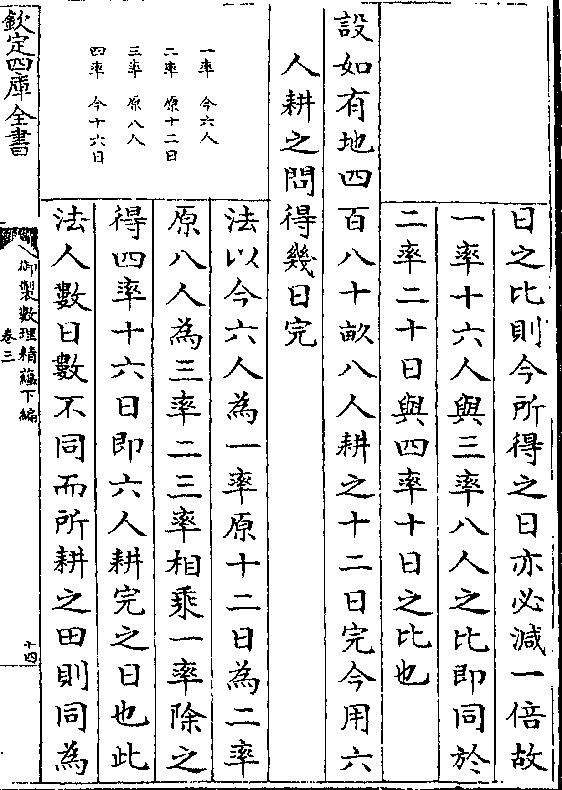 日之比則今所得之日亦必減一倍故
一率十六人與三率八人之比即同於
二率二十日與四率十日之比也
設如有地四百八十畝八人耕之十二日完今用六
人耕之問得幾日完
一率 今六人
二率 原十二日
三率 原八人
四率 今十六日
法以今六人為一率原十二日為二率
原八人為三率二三率相乘一率除之
得四率十六日即六人耕完之日也此
法人數日數不同而所耕之田則同為
欽定四庫全書
御製數理精蘊下編
卷三
十四